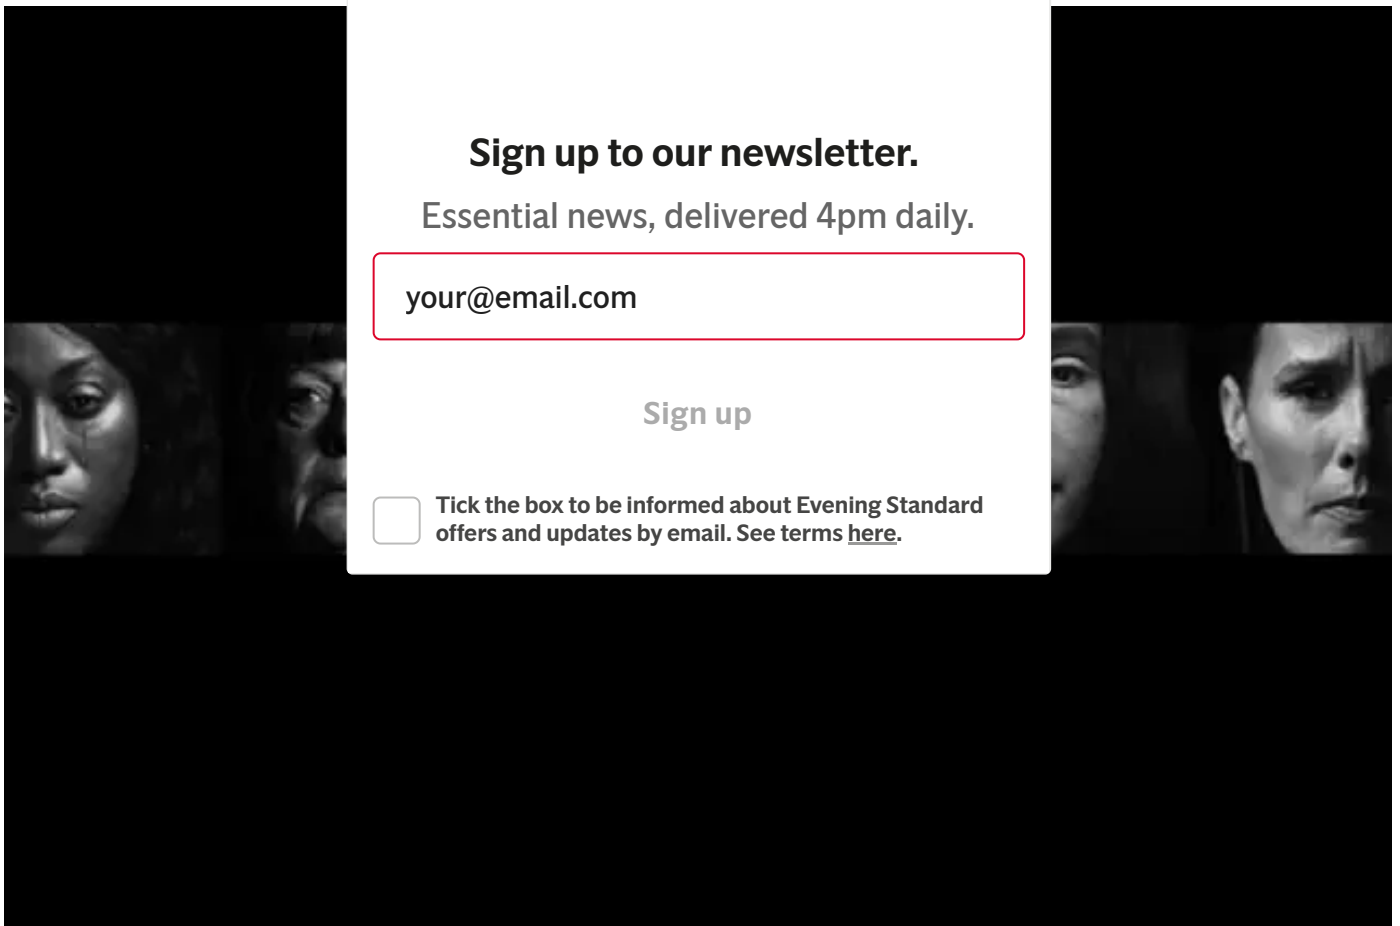 Sign up to our newsletter.
Essential news, delivered 4pm daily.
your@email.com
Sign up
Tick the box to be informed about Evening Standard
offers and updates by email. See terms here.